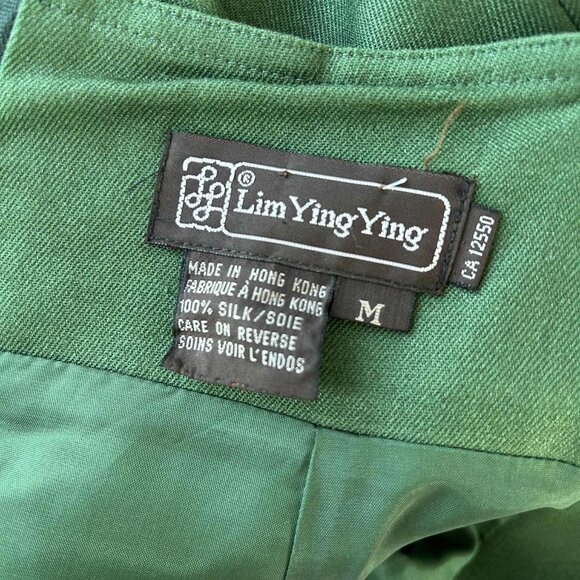 ®
Lim Ying Ying
CA 12550
MADE IN HONG KONG
FABRIQUE À HONG KONG
100% SILK/SOIE
CARE ON REVERSE
SOINS VOIR L'ENDOS
M